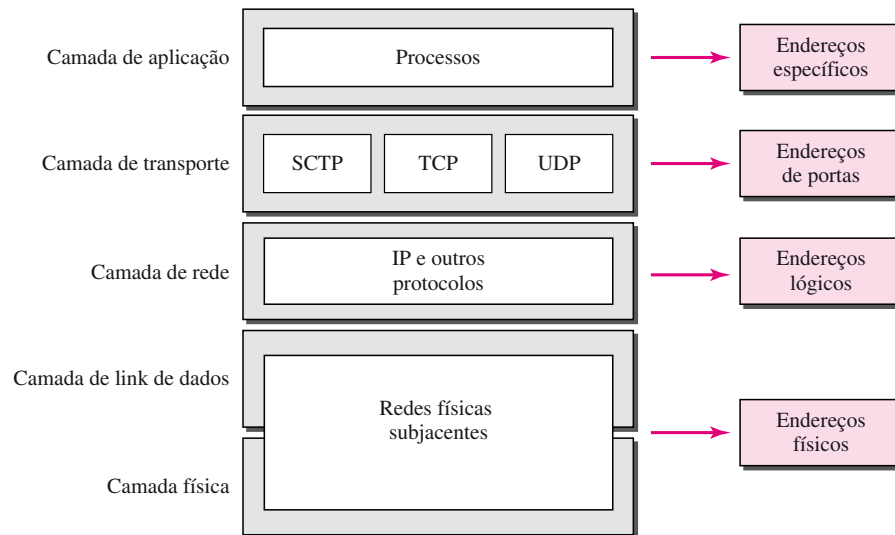 Camada de aplicação
Processos
Endereços
específicos
Camada de transporte
SCTP
TCP
UDP
Endereços
de portas
Camada de rede
IP e outros
protocolos
Endereços
lógicos
Camada de link de dados
Redes físicas
subjacentes
Endereços
físicos
Camada física